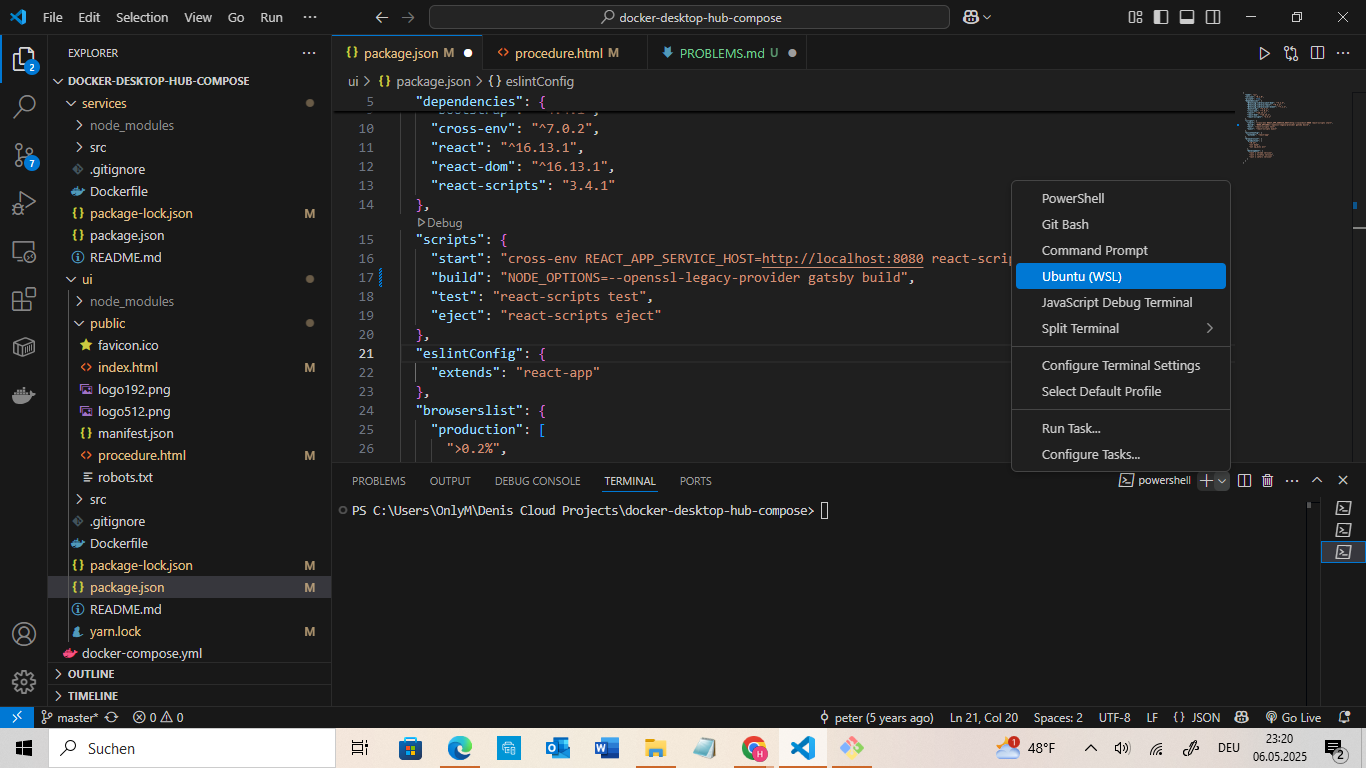 File Edit Selection View Go Run ···
docker-desktop-hub-compose
EXPLORER
DOCKER-DESKTOP-HUB-COMPOSE
services
node_modules
src
.gitignore
Dockerfile
package-lock.json M
package.json
README.md
ui
node_modules
public
favicon.ico
index.html M
logo192.png
logo512.png
manifest.json
procedure.html M
robots.txt
src
.gitignore
Dockerfile
package-lock.json M
package.json M
README.md
yarn.lock M
docker-compose.yml
OUTLINE
TIMELINE
2
7
package.json M
procedure.html M
PROBLEMS.md U
ui > {} package.json > {} eslintConfig
5 "dependencies": {
10 "cross-env": "^7.0.2",
11 "react": "^16.13.1",
12 "react-dom": "^16.13.1",
13 "react-scripts": "3.4.1"
14 },
Debug
15 "scripts": {
16 "start": "cross-env REACT_APP_SERVICE_HOST=http://localhost:8080 react-scrip
17 "build": "NODE_OPTIONS=--openssl-legacy-provider gatsby build",
18 "test": "react-scripts test",
19 "eject": "react-scripts eject"
20 },
21 "eslintConfig": {
22 "extends": "react-app"
23 },
24 "browserslist": {
25 "production": [
26 ">0.2%",
PowerShell
Git Bash
Command Prompt
Ubuntu (WSL)
JavaScript Debug Terminal
Split Terminal
Configure Terminal Settings
Select Default Profile
Run Task...
Configure Tasks...
PROBLEMS OUTPUT DEBUG CONSOLE TERMINAL PORTS
powershell
PS C:\Users\OnlyM\Denis Cloud Projects\docker-desktop-hub-compose>
master* 0 0
peter (5 years ago) Ln 21, Col 20 Spaces: 2 UTF-8 LF {} JSON Go Live
Suchen
1 48°F DEU
23:20
06.05.2025
2